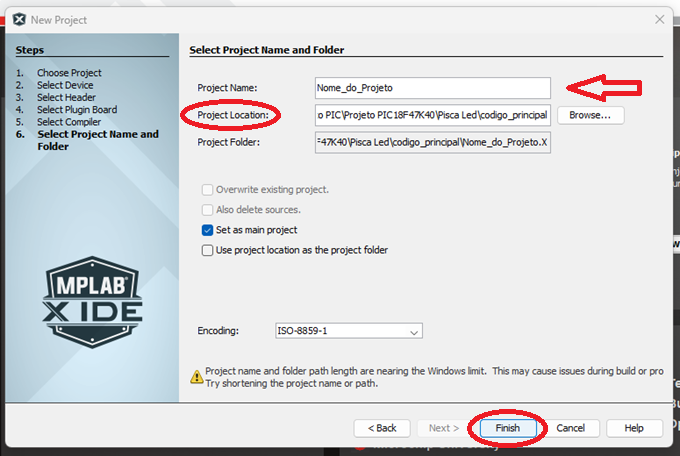 New Project
Steps
1. Choose Project
2. Select Device
3. Select Header
4. Select Plugin Board
5. Select Compiler
6. Select Project Name and
Folder
MPLAB
X IDE
Select Project Name and Folder
Project Name: Nome_do_Projeto
Project Location: o PIC\Projeto PIC18F47K40\Pisca Led\codigo_principal Browse...
Project Folder: F47K40\Pisca Led\codigo_principal\Nome_do_Projeto.X
Overwrite existing project.
Also delete sources.
Set as main project
Use project location as the project folder
Encoding: ISO-8859-1
Project name and folder path length are nearing the Windows limit. This may cause issues during build or pro
Try shortening the project name or path.
< Back Next > Finish Cancel Help